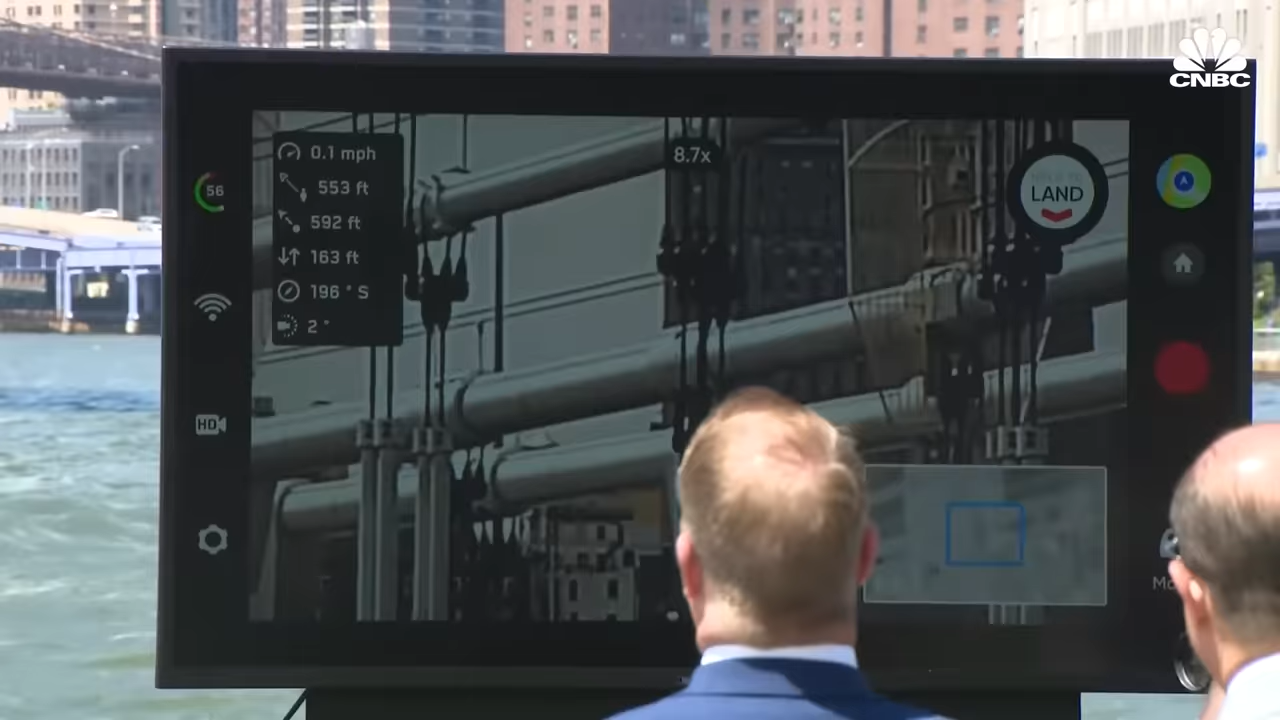 CNBC
56
0.1 mph
553 ft
592 ft
163 ft
196 ° S
2 °
8.7x
LAND
HD
A